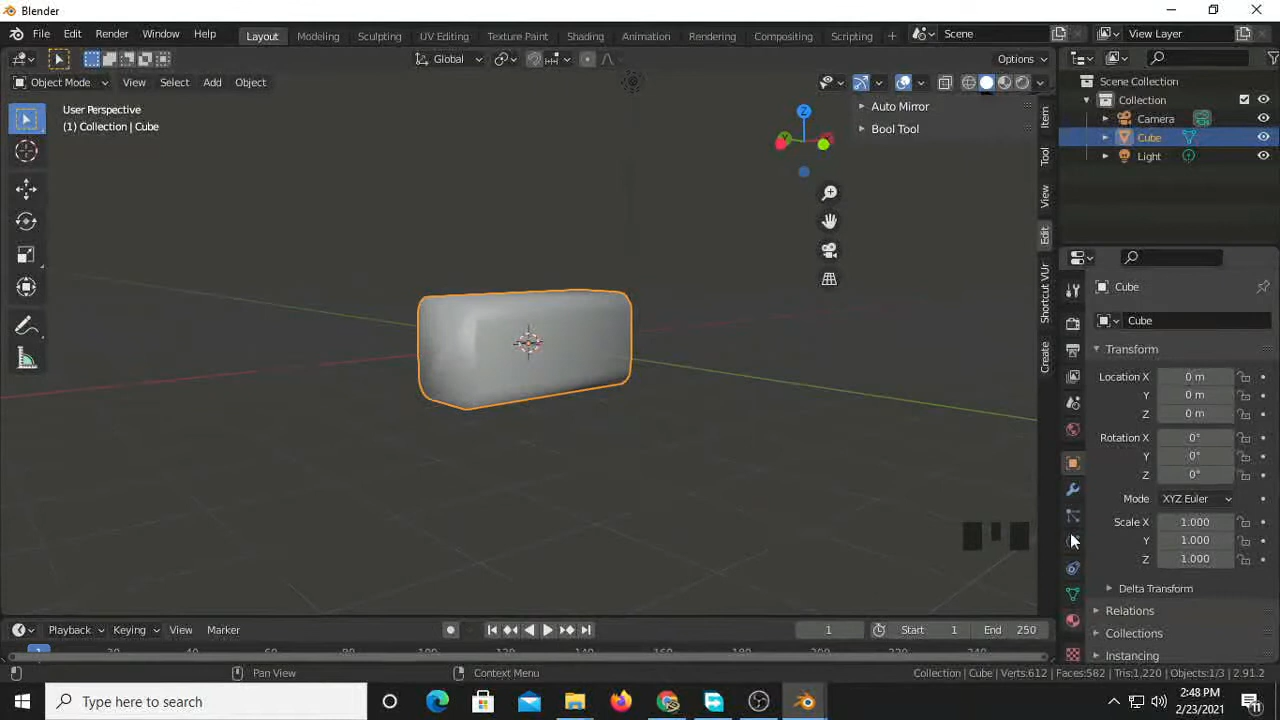 Blender
File Edit Render Window Help
Layout Modeling Sculpting UV Editing Texture Paint Shading Animation Rendering Compositing Scripting
Scene
View Layer
Global
Options
Object Mode View Select Add Object
User Perspective
(1) Collection | Cube
Z
Y
Auto Mirror
Bool Tool
Item
Tool
View
Edit
Shortcut VUr
Create
Scene Collection
Collection
Camera
Cube
Light
Cube
Cube
Transform
Location X 0 m
Y 0 m
Z 0 m
Rotation X 0°
Y 0°
Z 0°
Mode XYZ Euler
Scale X 1.000
Y 1.000
Z 1.000
Delta Transform
Relations
Collections
Instancing
Playback Keying View Marker
1 Start 1 End 250
Pan View
Context Menu
Collection | Cube | Verts:612 | Faces:582 | Tris:1,220 | Objects:1/3 | 2.91.2
Type here to search
2:48 PM
2/23/2021